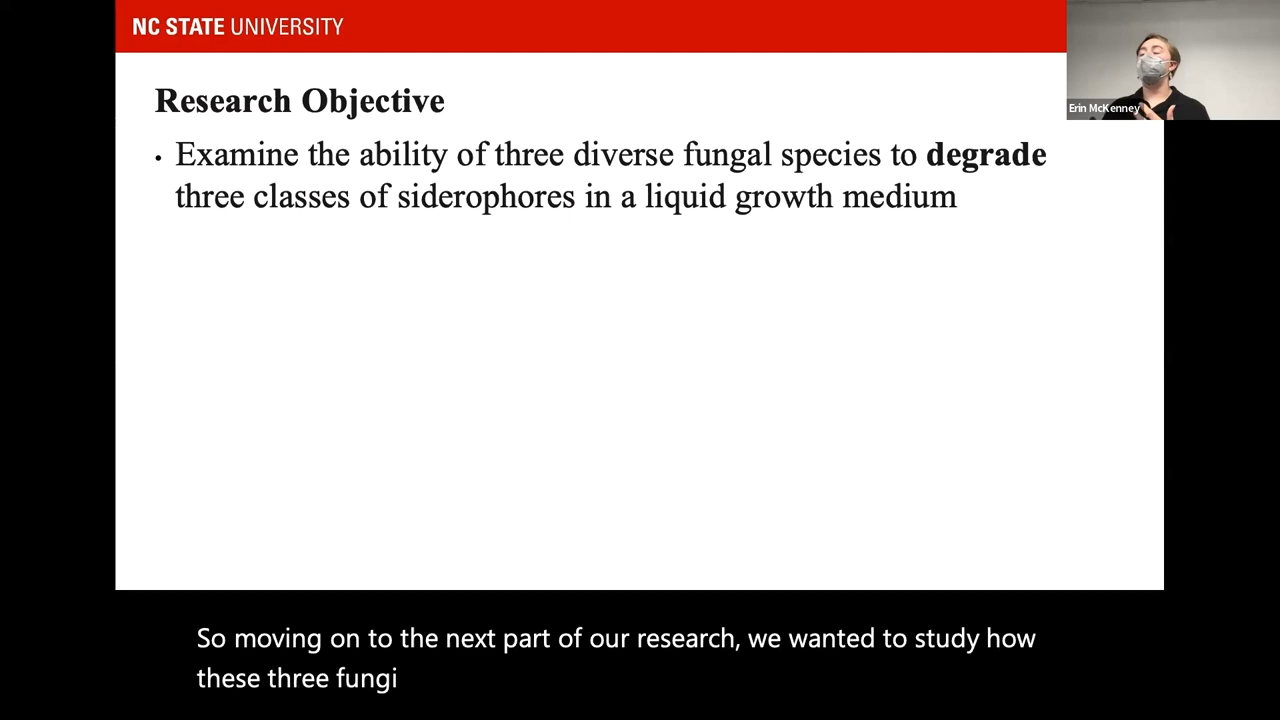 NC STATE UNIVERSITY
Erin McKenney
Research Objective
• Examine the ability of three diverse fungal species to degrade
three classes of siderophores in a liquid growth medium
So moving on to the next part of our research, we wanted to study how
these three fungi